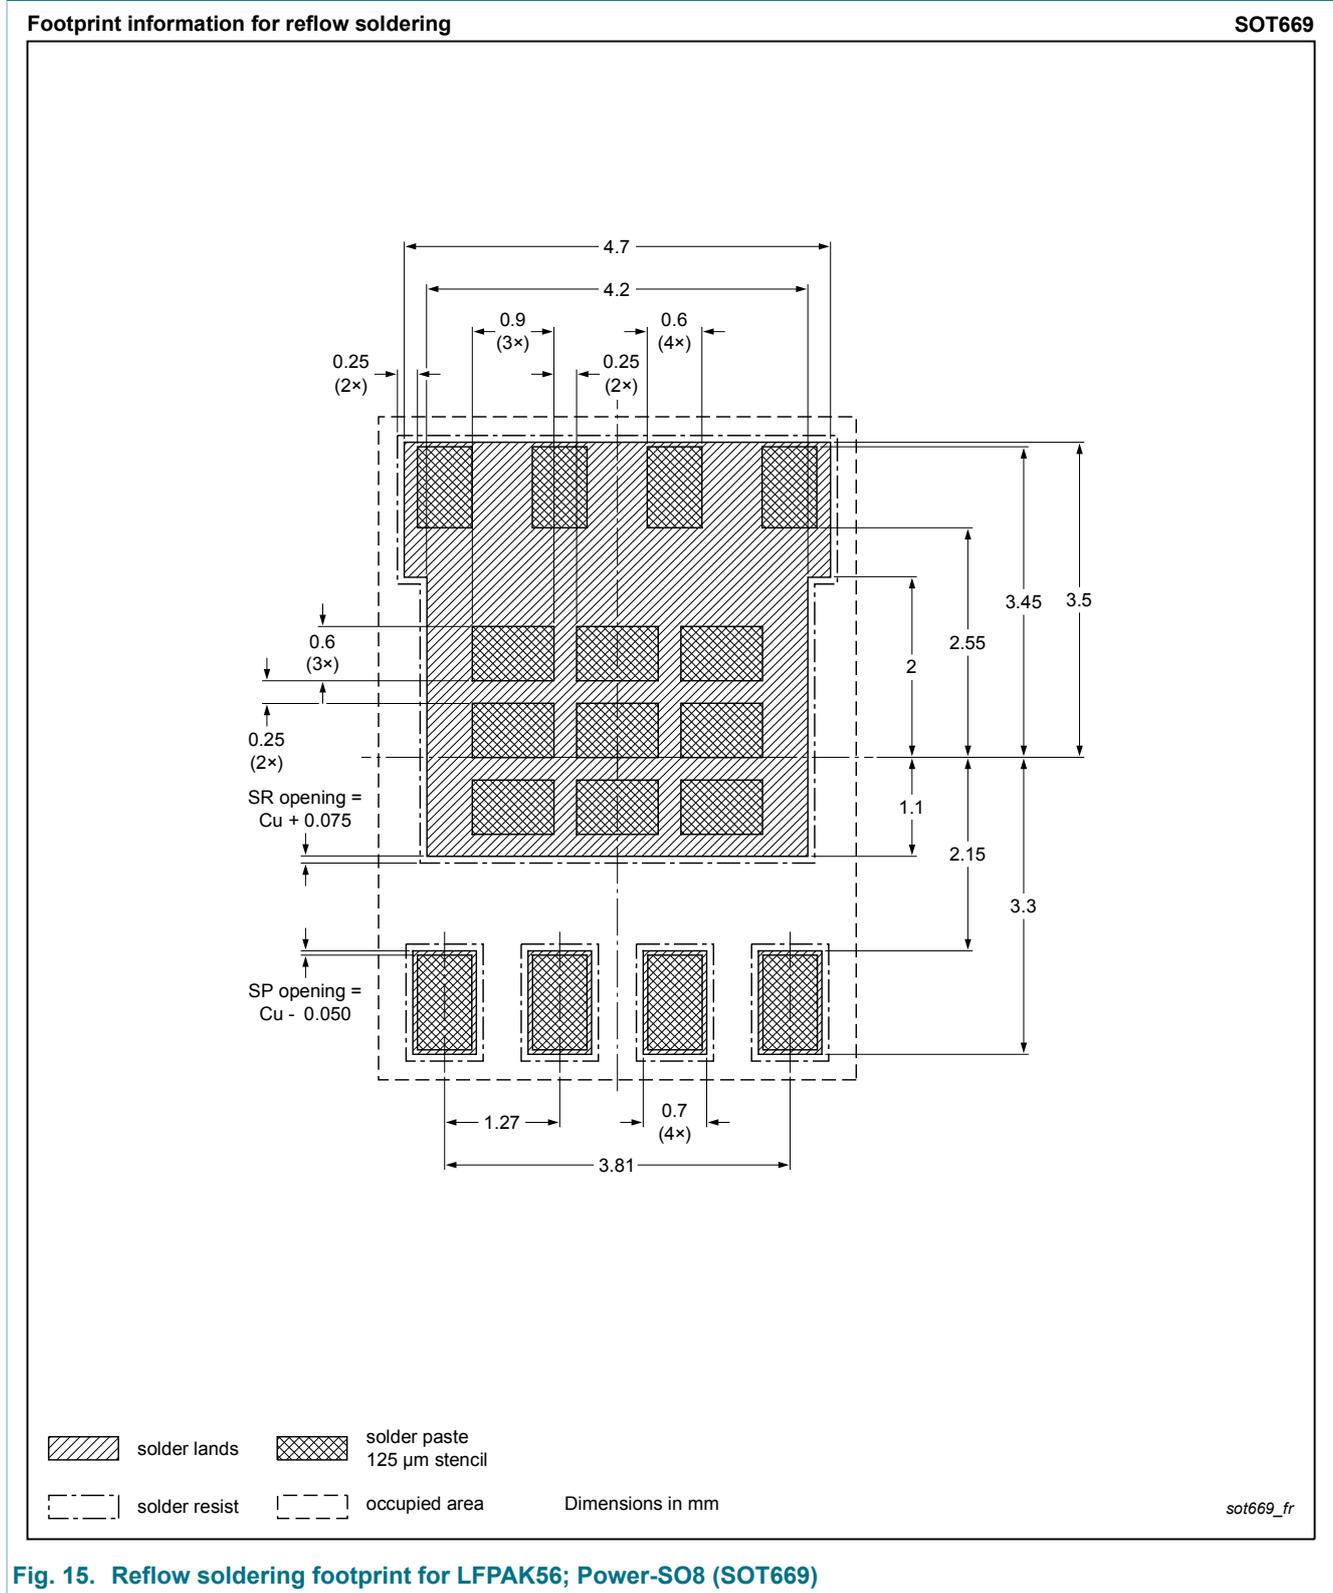 Footprint information for reflow soldering SOT669
4.7
4.2
0.9 0.6
(3×) (4×)
0.25 0.25
(2×) (2×)
3.45 3.5
0.6 2.55
(3×) 2
0.25
(2×)
SR opening = 1.1
Cu + 0.075
2.15
3.3
SP opening =
Cu - 0.050
0.7
1.27 (4×)
3.81
solder lands
solder paste
125 µm stencil
solder resist occupied area Dimensions in mm
sot669_fr
Fig. 15. Reflow soldering footprint for LFPAK56; Power-SO8 (SOT669)